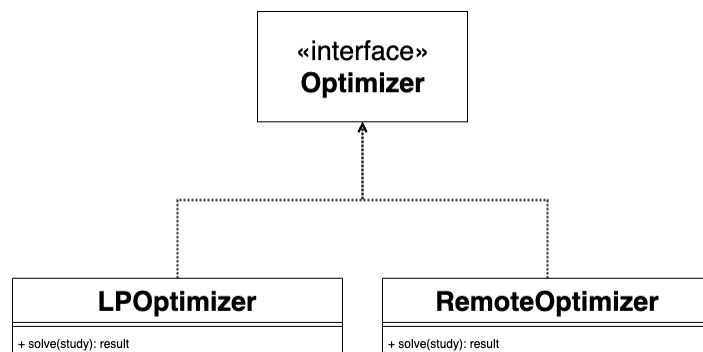 «interface»
Optimizer
LPOptimizer
RemoteOptimizer
+ solve(study): result
+ solve(study): result